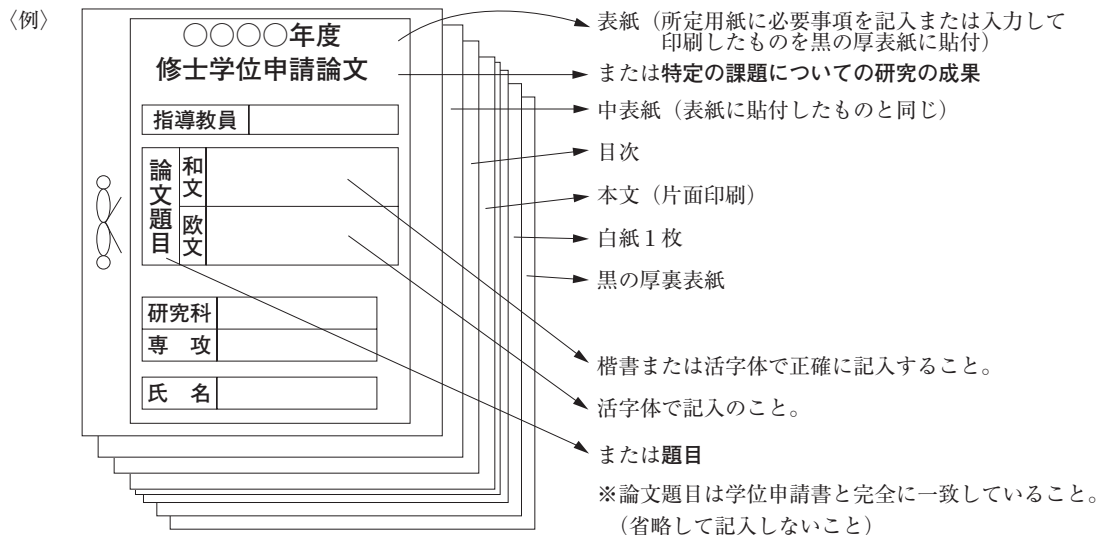 〈例〉
○○○○年度
修士学位申請論文
指導教員
論文題目
和文
欧文
研究科
専 攻
氏 名
表紙（所定用紙に必要事項を記入または入力して
印刷したものを黒の厚表紙に貼付）
または特定の課題についての研究の成果
中表紙（表紙に貼付したものと同じ）
目次
本文（片面印刷）
白紙１枚
黒の厚裏表紙
楷書または活字体で正確に記入すること。
活字体で記入のこと。
または題目
※論文題目は学位申請書と完全に一致していること。
（省略して記入しないこと）